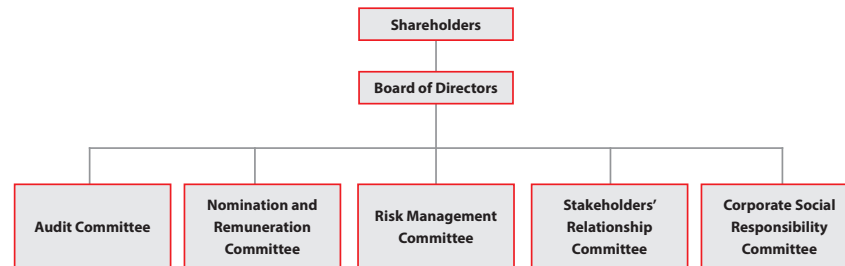 Shareholders
Board of Directors
Audit Committee
Nomination and
Remuneration
Committee
Risk Management
Committee
Stakeholders’
Relationship
Committee
Corporate Social
Responsibility
Committee